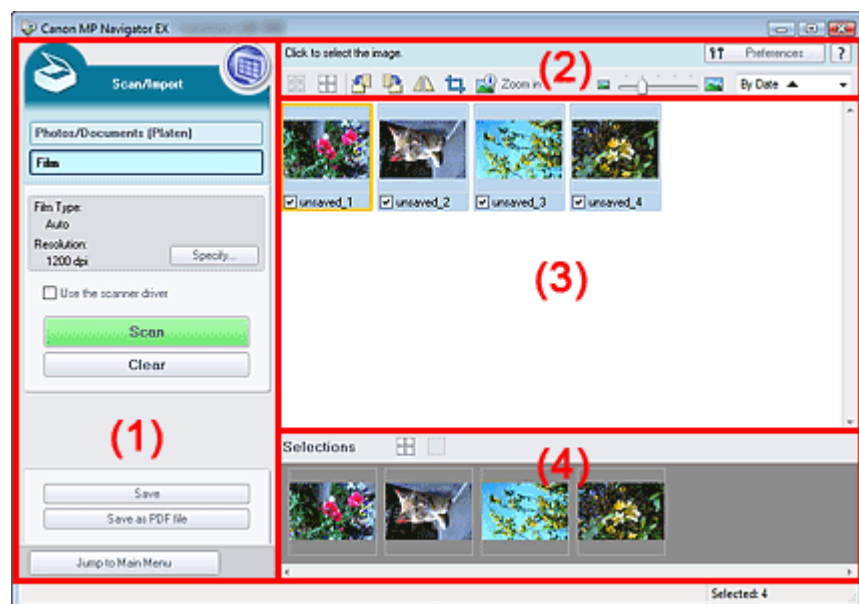 Canon MP Navigator EX
Scan/Import
Photos/Documents (Platen)
Film
Film Type:
Auto
Resolution:
1200 dpi
Specify...
Use the scanner driver
Scan
Clear
(1)
Save
Save as PDF file
Jump to Main Menu
Click to select the image.
Preferences
?
Zoom in
(2)
By Date
unsaved_1
unsaved_2
unsaved_3
unsaved_4
(3)
Selections
(4)
Selected: 4